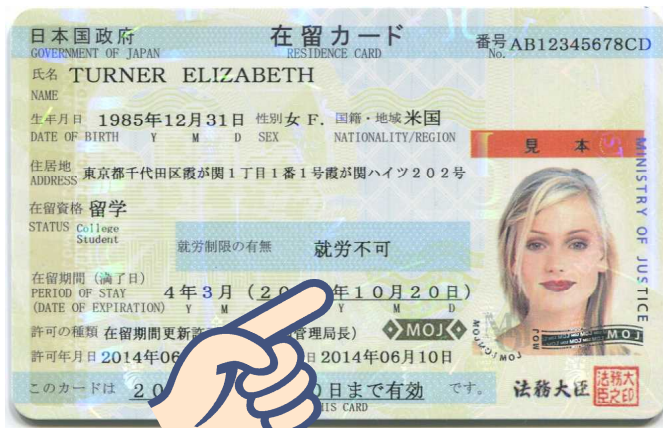 日本国政府 在留カード 番号 AB12345678CD
GOVERNMENT OF JAPAN RESIDENCE CARD No.
氏名 TURNER ELIZABETH
NAME
生年月日 1985年12月31日 性別 女 F. 国籍・地域 米国
DATE OF BIRTH Y M D SEX NATIONALITY/REGION
見本
MINISTRY OF JUSTICE
住居地
ADDRESS 東京都千代田区霞が関1丁目1番1号霞が関ハイツ202号
在留資格 留学
STATUS College
Student
就労制限の有無 就労不可
在留期間(満了日)
PERIOD OF STAY 4年3月(20 年10月20日)
(DATE OF EXPIRATION) Y M Y M D
許可の種類 在留期間更新許 管理局長) MOJ
MOJ
許可年月日 2014年06 日 2014年06月10日
このカードは 20 0日まで有効 です。 法務大臣 法務大臣之印
IS CARD